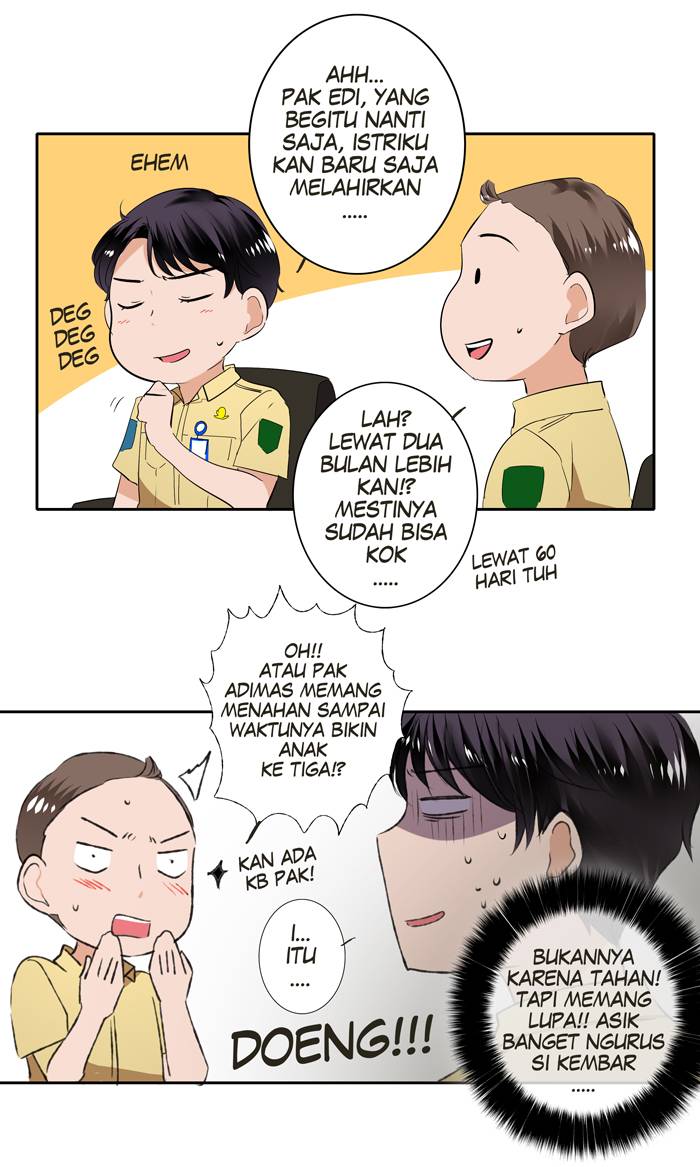 AHH...
PAK EDI, YANG
BEGITU NANTI
SAJA, ISTRIKU
KAN BARU SAJA
MELAHIRKAN
.....
EHEM
DEG
DEG
DEG
LAH?
LEWAT DUA
BULAN LEBIH
KAN!?
MESTINYA
SUDAH BISA
KOK
.....
LEWAT 60
HARI TUH
OH!!
ATAU PAK
ADIMAS MEMANG
MENAHAN SAMPAI
WAKTUNYA BIKIN
ANAK
KE TIGA!?
KAN ADA
KB PAK!
I...
ITU
....
DOENG!!!
BUKANNYA
KARENA TAHAN!
TAPI MEMANG
LUPA!! ASIK
BANGET NGURUS
SI KEMBAR
.....